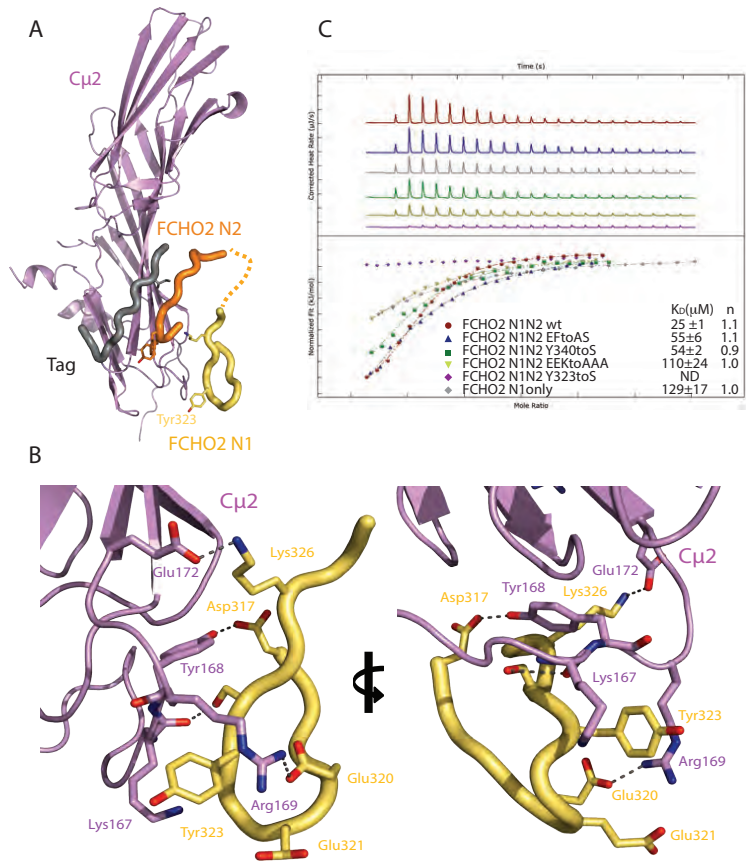 A
Cμ2
FCHO2 N2
Tag
Tyr323
FCHO2 N1
C
Time (s)
Corrected Heat Rate (μJ/s)
Normalized Fit (kJ/mol)
KD(μM) n
FCHO2 N1N2 wt 25 ±1 1.1
FCHO2 N1N2 EFtoAS 55±6 1.1
FCHO2 N1N2 Y340toS 54±2 0.9
FCHO2 N1N2 EEKtoAAA 110±24 1.0
FCHO2 N1N2 Y323toS ND
FCHO2 N1only 129±17 1.0
Mole Ratio
B
Cμ2
Glu172
Lys326
Asp317
Tyr168
Glu320
Arg169
Lys167
Tyr323
Glu321
Cμ2
Glu172
Tyr168
Lys326
Asp317
Lys167
Tyr323
Arg169
Glu320
Glu321